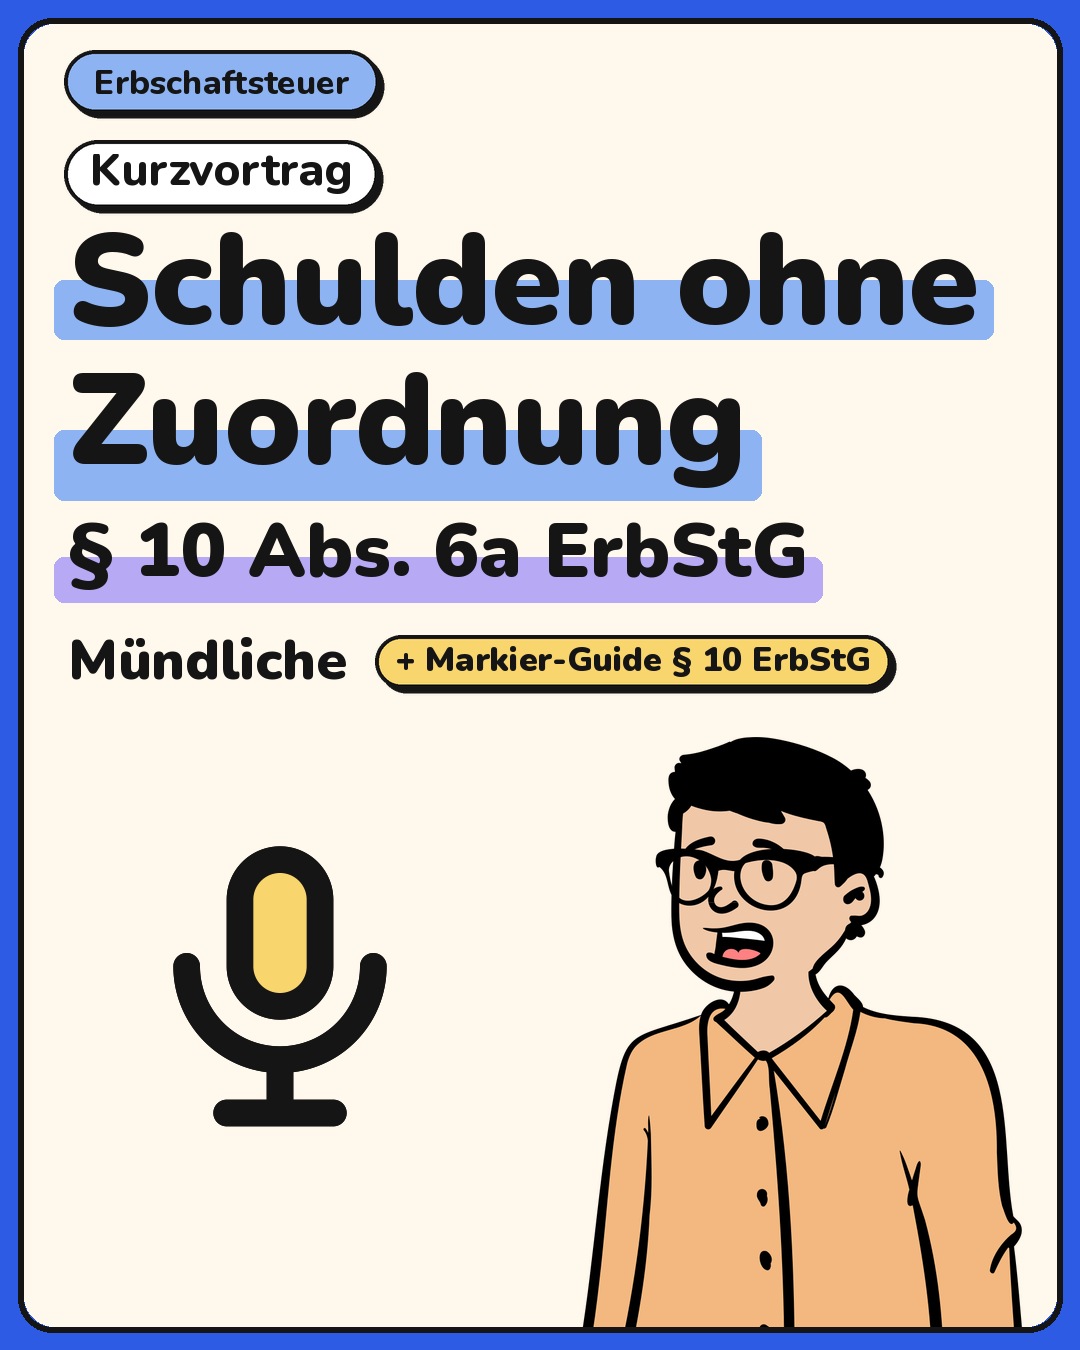 Erbschaftsteuer
Kurzvortrag
Schulden ohne
Zuordnung
§ 10 Abs. 6a ErbStG
Mündliche + Markier-Guide § 10 ErbStG